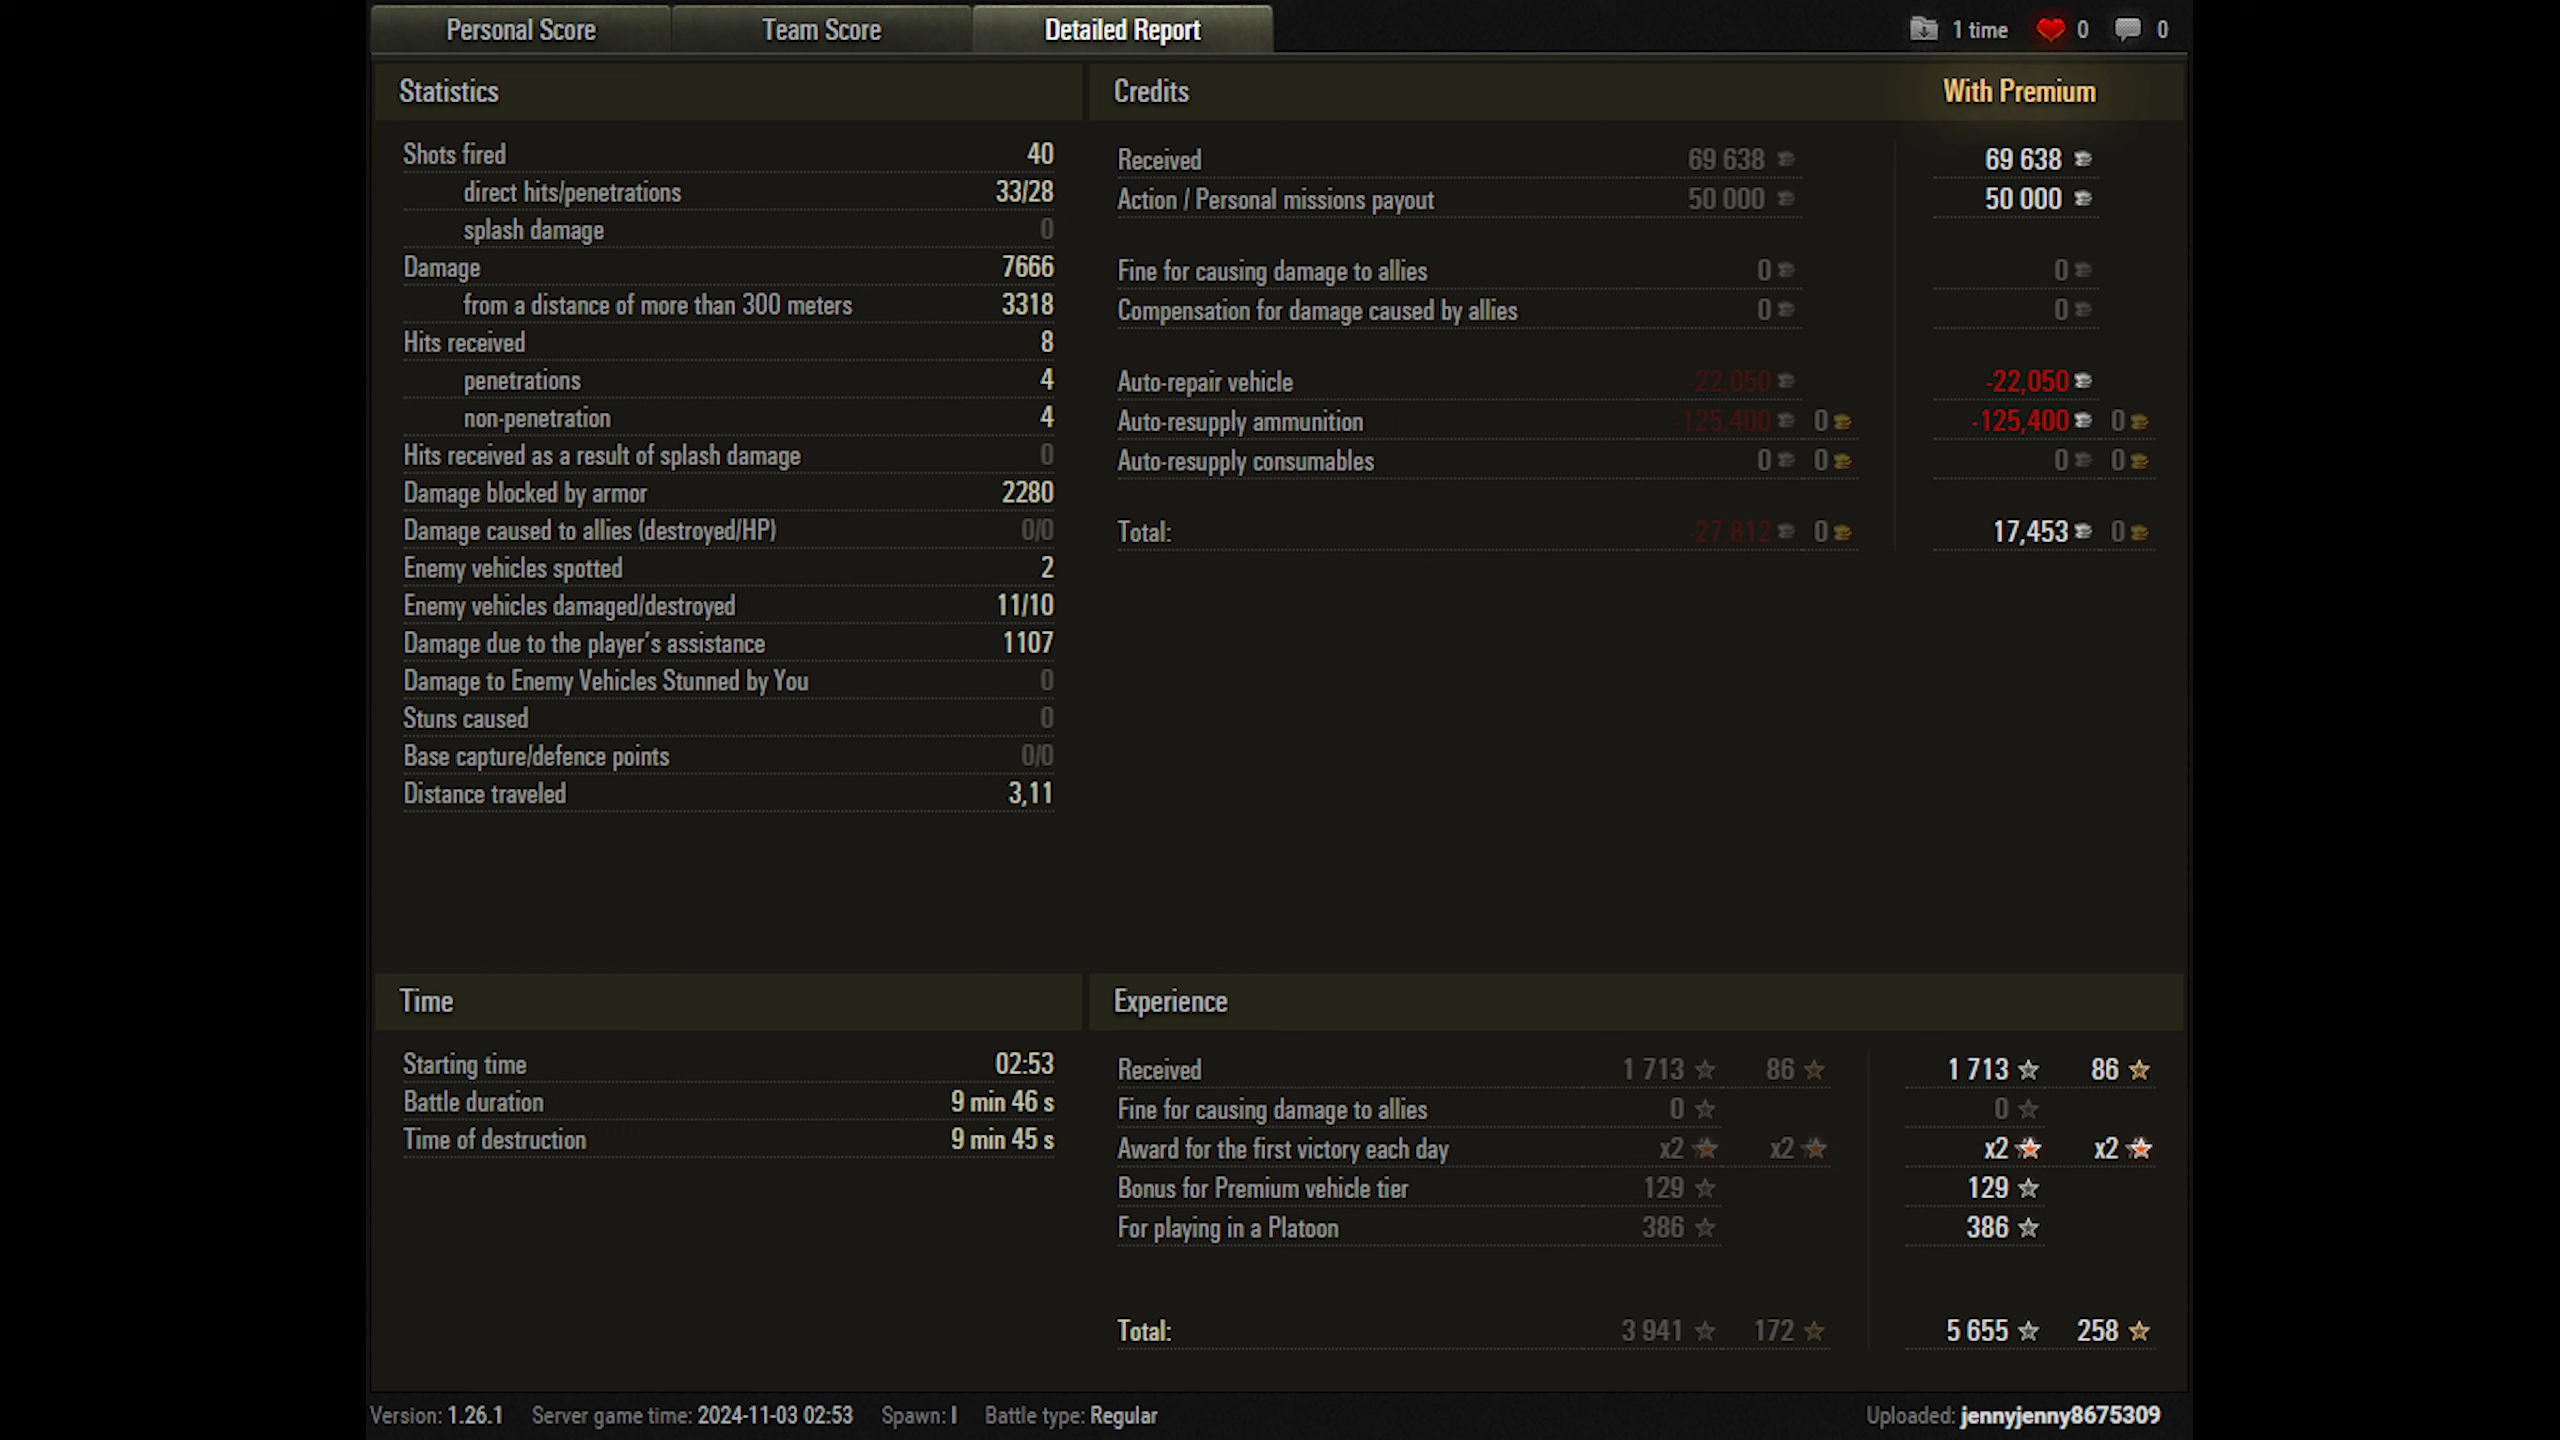 Personal Score
Team Score
Detailed Report
1 time
0
0
Statistics
Shots fired 40
direct hits/penetrations 33/28
splash damage 0
Damage 7666
from a distance of more than 300 meters 3318
Hits received 8
penetrations 4
non-penetration 4
Hits received as a result of splash damage 0
Damage blocked by armor 2280
Damage caused to allies (destroyed/HP) 0/0
Enemy vehicles spotted 2
Enemy vehicles damaged/destroyed 11/10
Damage due to the player's assistance 1107
Damage to Enemy Vehicles Stunned by You 0
Stuns caused 0
Base capture/defence points 0/0
Distance traveled 3,11
Credits With Premium
Received 69 638 69 638
Action / Personal missions payout 50 000 50 000
Fine for causing damage to allies 0 0
Compensation for damage caused by allies 0 0
Auto-repair vehicle -22,050 -22,050
Auto-resupply ammunition -125,400 0 -125,400 0
Auto-resupply consumables 0 0 0 0
Total: -27,812 0 17,453 0
Time
Starting time 02:53
Battle duration 9 min 46 s
Time of destruction 9 min 45 s
Experience
Received 1 713 86 1 713 86
Fine for causing damage to allies 0 0
Award for the first victory each day x2 x2 x2 x2
Bonus for Premium vehicle tier 129 129
For playing in a Platoon 386 386
Total: 3 941 172 5 655 258
Version: 1.26.1 Server game time: 2024-11-03 02:53 Spawn: I Battle type: Regular
Uploaded: jennyjenny8675309